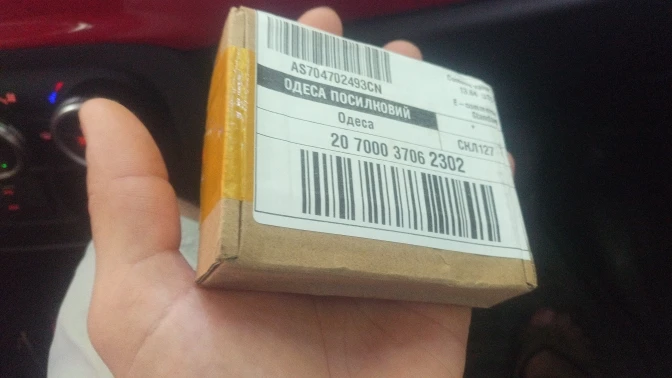 AS704702493CN
ОДЕСА ПОСИЛКОВИЙ
Одеса
СКЛ127
20 7000 3706 2302